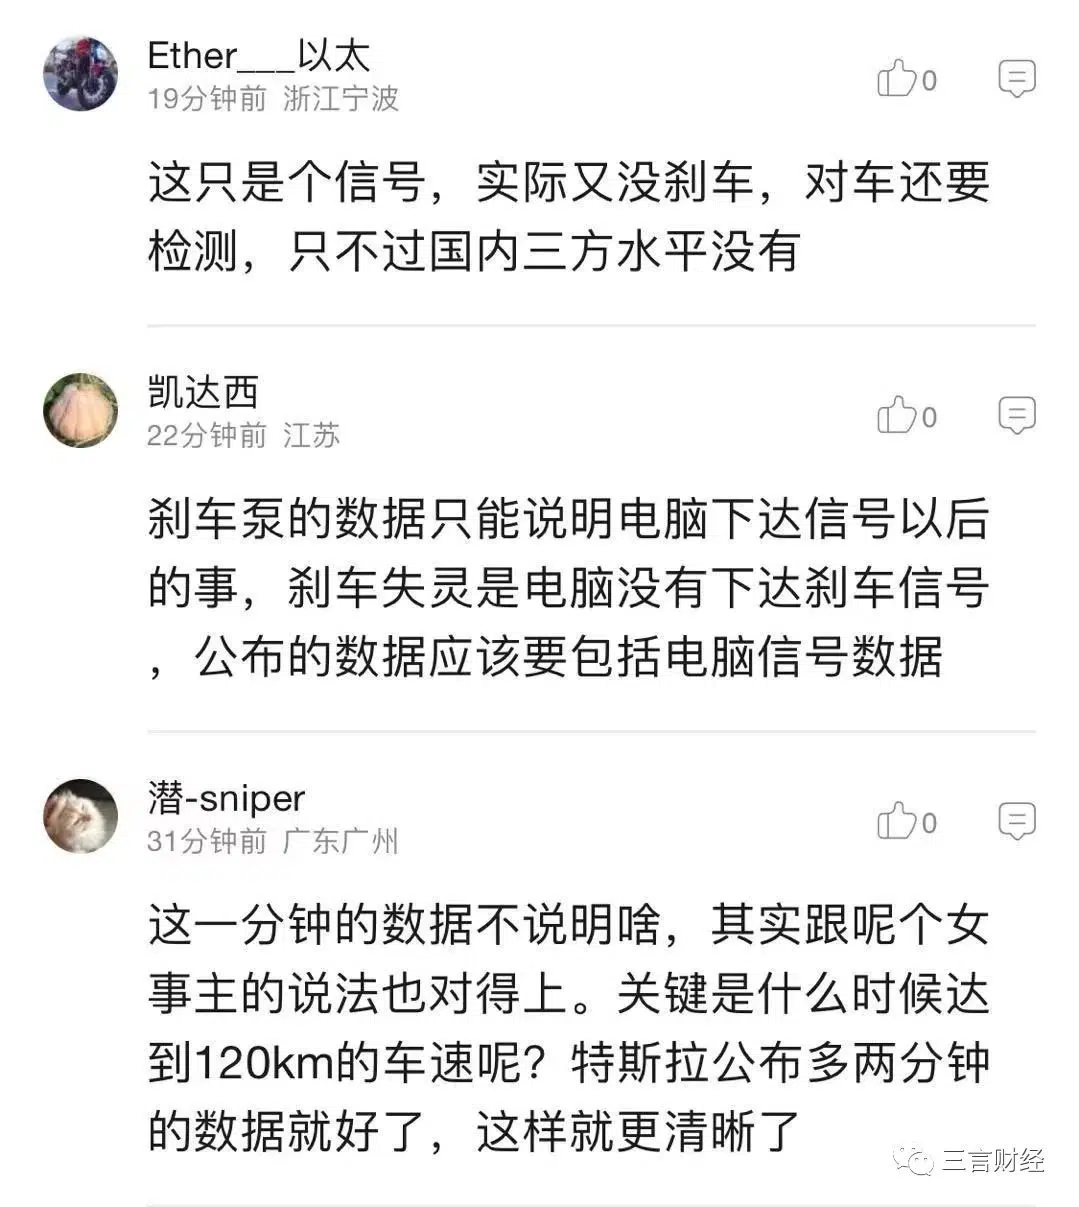 Ether___以太
19分钟前 浙江宁波
0
这只是个信号，实际又没刹车，对车还要
检测，只不过国内三方水平没有
凯达西
22分钟前 江苏
0
刹车泵的数据只能说明电脑下达信号以后
的事，刹车失灵是电脑没有下达刹车信号
，公布的数据应该要包括电脑信号数据
潜-sniper
31分钟前 广东广州
0
这一分钟的数据不说明啥，其实跟呢个女
事主的说法也对得上。关键是什么时候达
到120km的车速呢？特斯拉公布多两分钟
的数据就好了，这样就更清晰了
三言财经